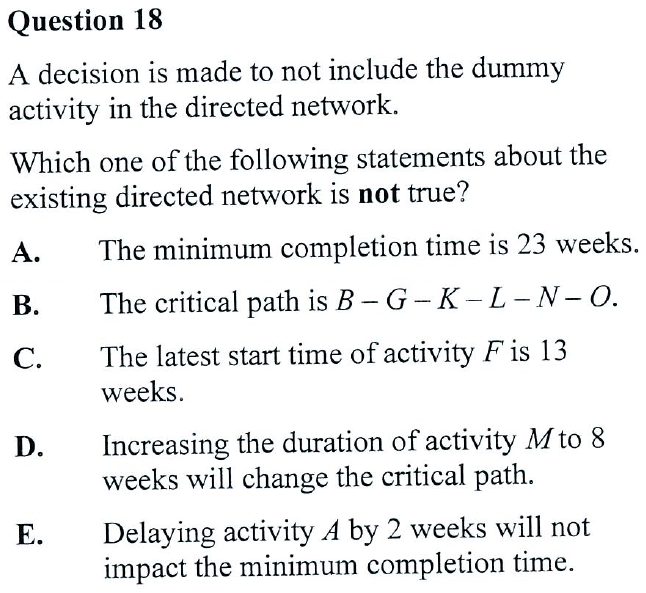 Question 18
A decision is made to not include the dummy
activity in the directed network.
Which one of the following statements about the
existing directed network is not true?
A. The minimum completion time is 23 weeks.
B. The critical path is B – G – K – L – N – O.
C. The latest start time of activity F is 13
weeks.
D. Increasing the duration of activity M to 8
weeks will change the critical path.
E. Delaying activity A by 2 weeks will not
impact the minimum completion time.